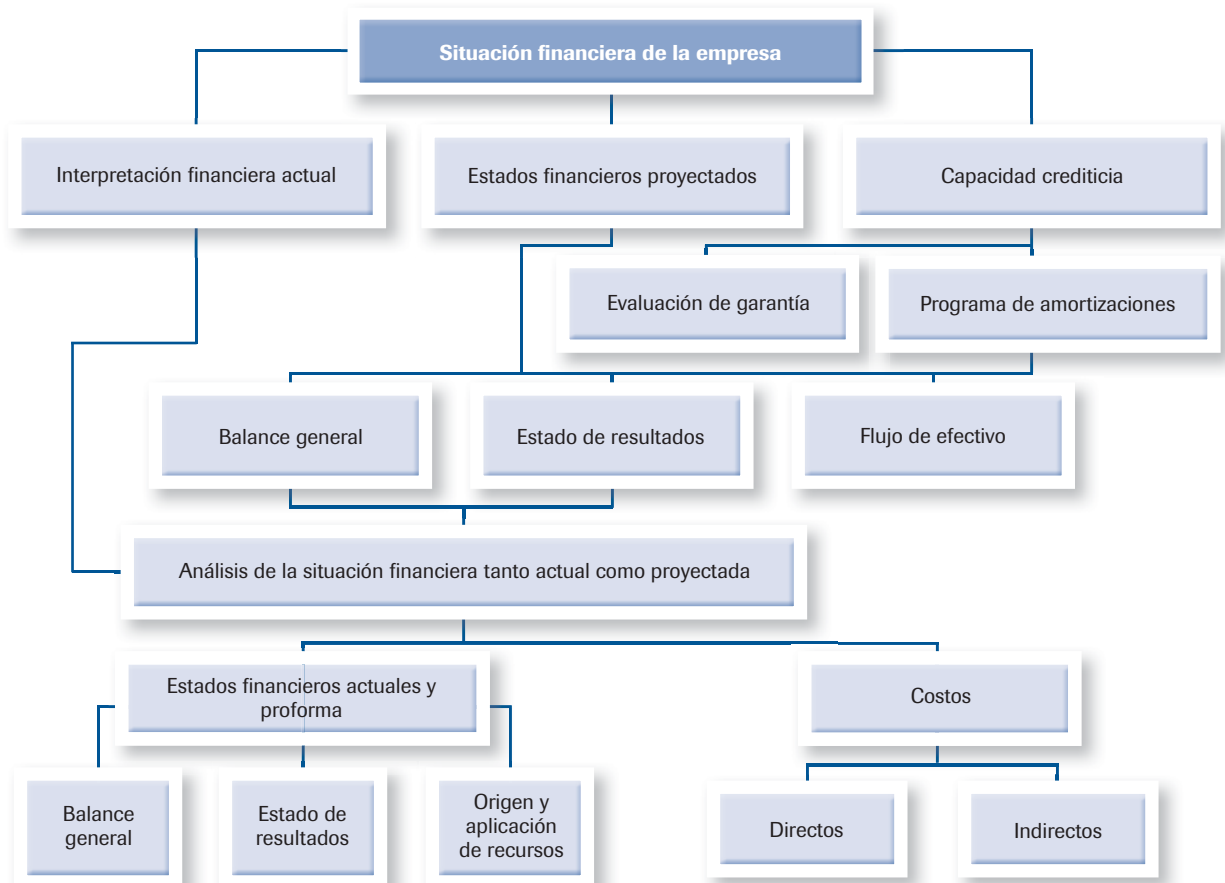 Situación financiera de la empresa
Interpretación financiera actual
Estados financieros proyectados
Capacidad crediticia
Evaluación de garantía
Programa de amortizaciones
Balance general
Estado de resultados
Flujo de efectivo
Análisis de la situación financiera tanto actual como proyectada
Estados financieros actuales y
proforma
Costos
Balance
general
Estado de
resultados
Origen y
aplicación
de recursos
Directos
Indirectos